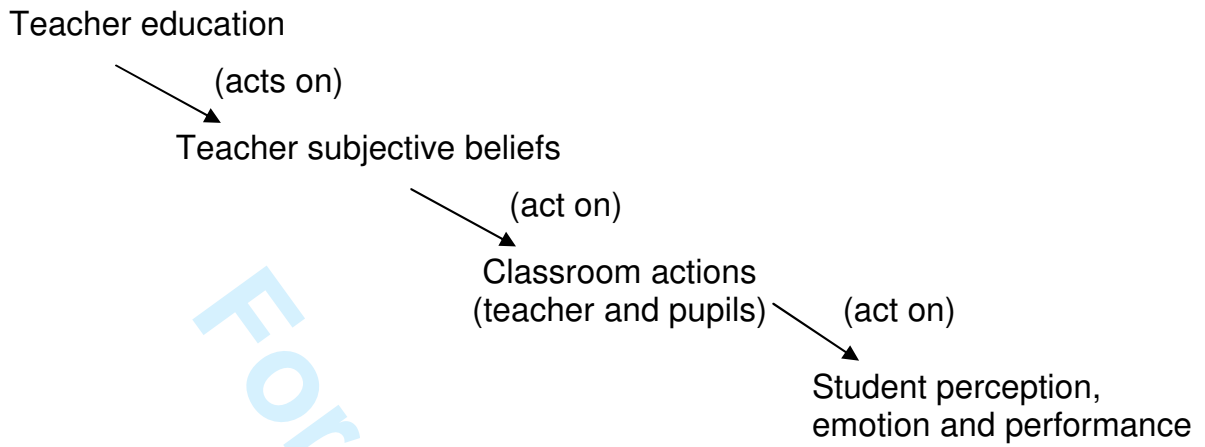 Teacher education
(acts on)
Teacher subjective beliefs
(act on)
Classroom actions
(teacher and pupils)
(act on)
Student perception,
emotion and performance
For